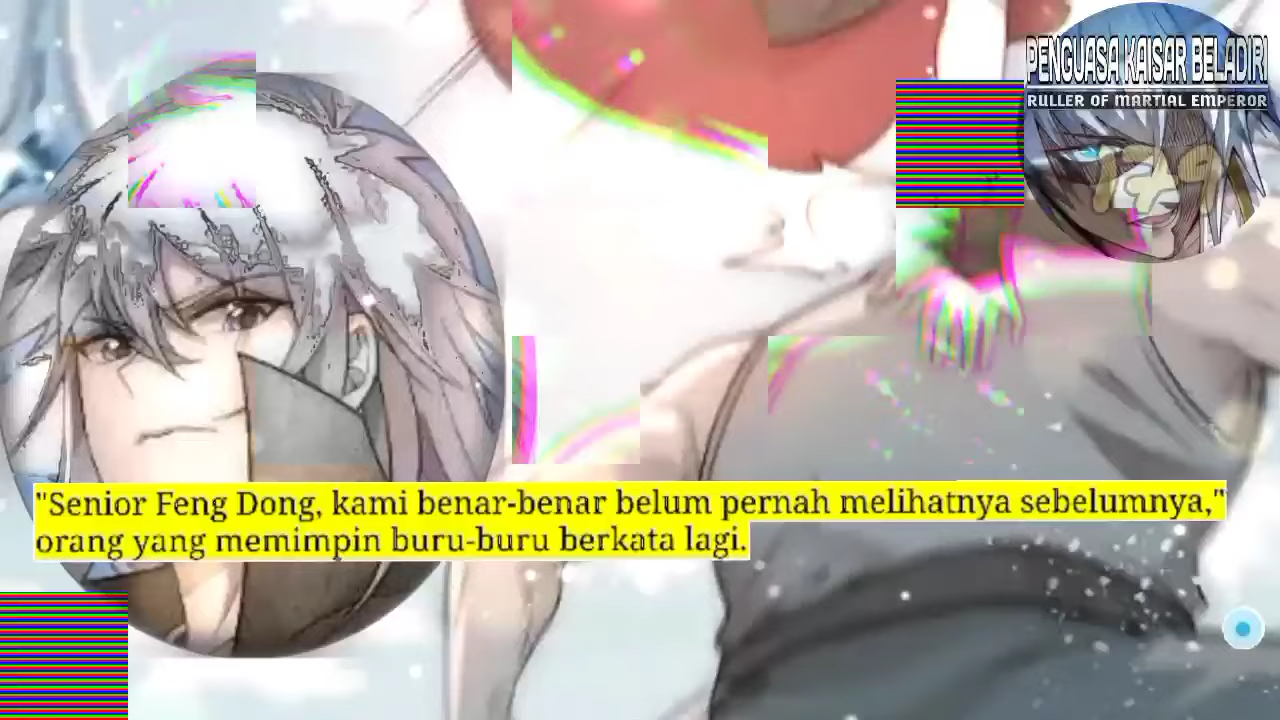 PENGUASA KAISAR BELADIRI
RULLER OF MARTIAL EMPEROR
"Senior Feng Dong, kami benar-benar belum pernah melihatnya sebelumnya,"
orang yang memimpin buru-buru berkata lagi.